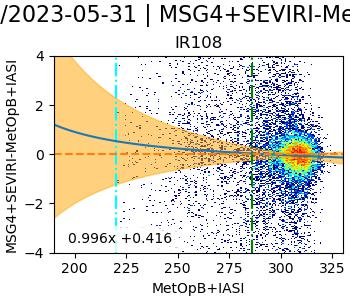 /2023-05-31 | MSG4+SEVIRI-Me
IR108
MSG4+SEVIRI-MetOpB+IASI
4
2
0
−2
−4
0.996x +0.416
200 225 250 275 300 325
MetOpB+IASI